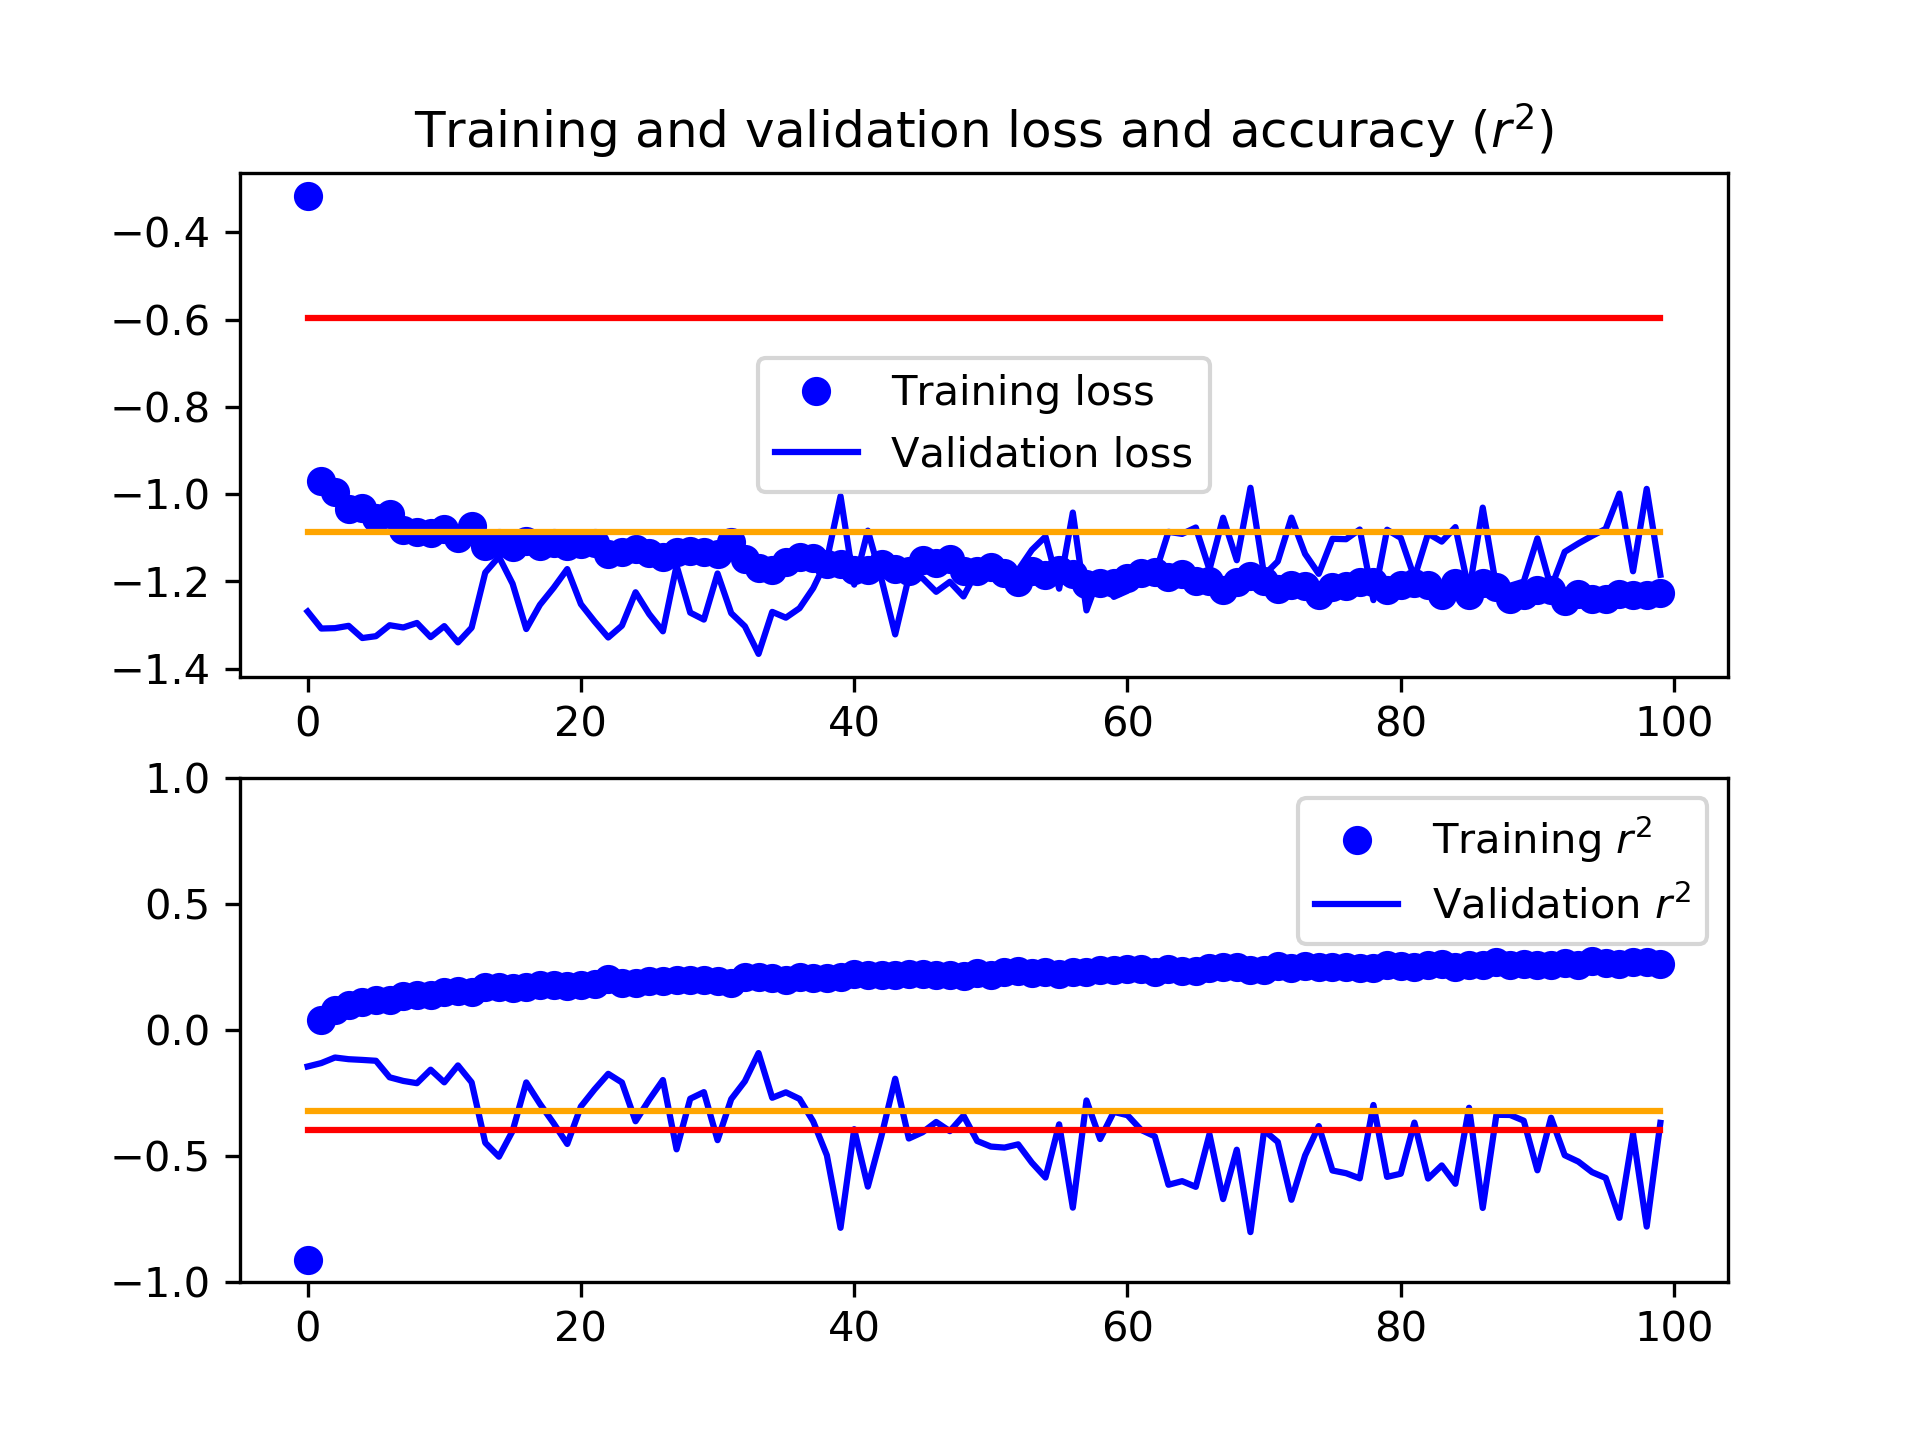 Training and validation loss and accuracy (r²)
−0.4
−0.6
−0.8
−1.0
−1.2
−1.4
Training loss
Validation loss
0 20 40 60 80 100
1.0
0.5
0.0
−0.5
−1.0
Training r²
Validation r²
0 20 40 60 80 100